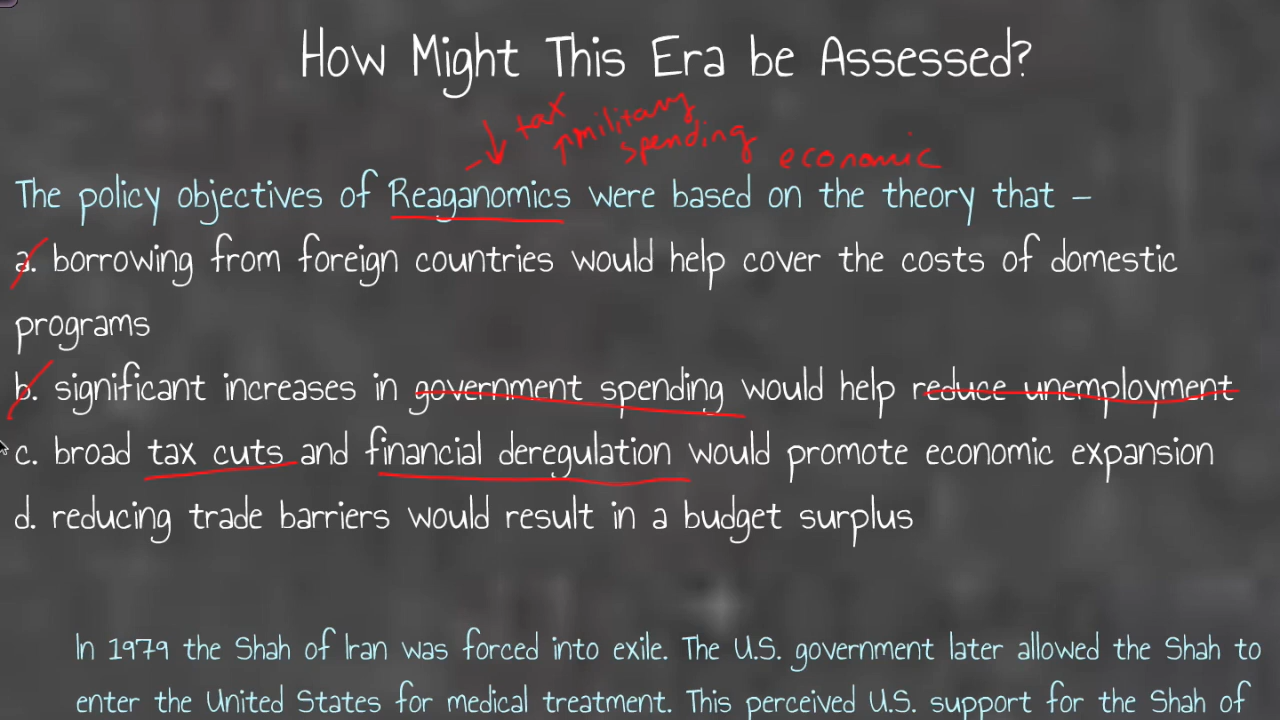 How Might This Era be Assessed?
↓ tax ↑ military
spending economic
The policy objectives of Reaganomics were based on the theory that –
a. borrowing from foreign countries would help cover the costs of domestic
programs
b. significant increases in government spending would help reduce unemployment
c. broad tax cuts and financial deregulation would promote economic expansion
d. reducing trade barriers would result in a budget surplus
In 1979 the Shah of Iran was forced into exile. The U.S. government later allowed the Shah to
enter the United States for medical treatment. This perceived U.S. support for the Shah of